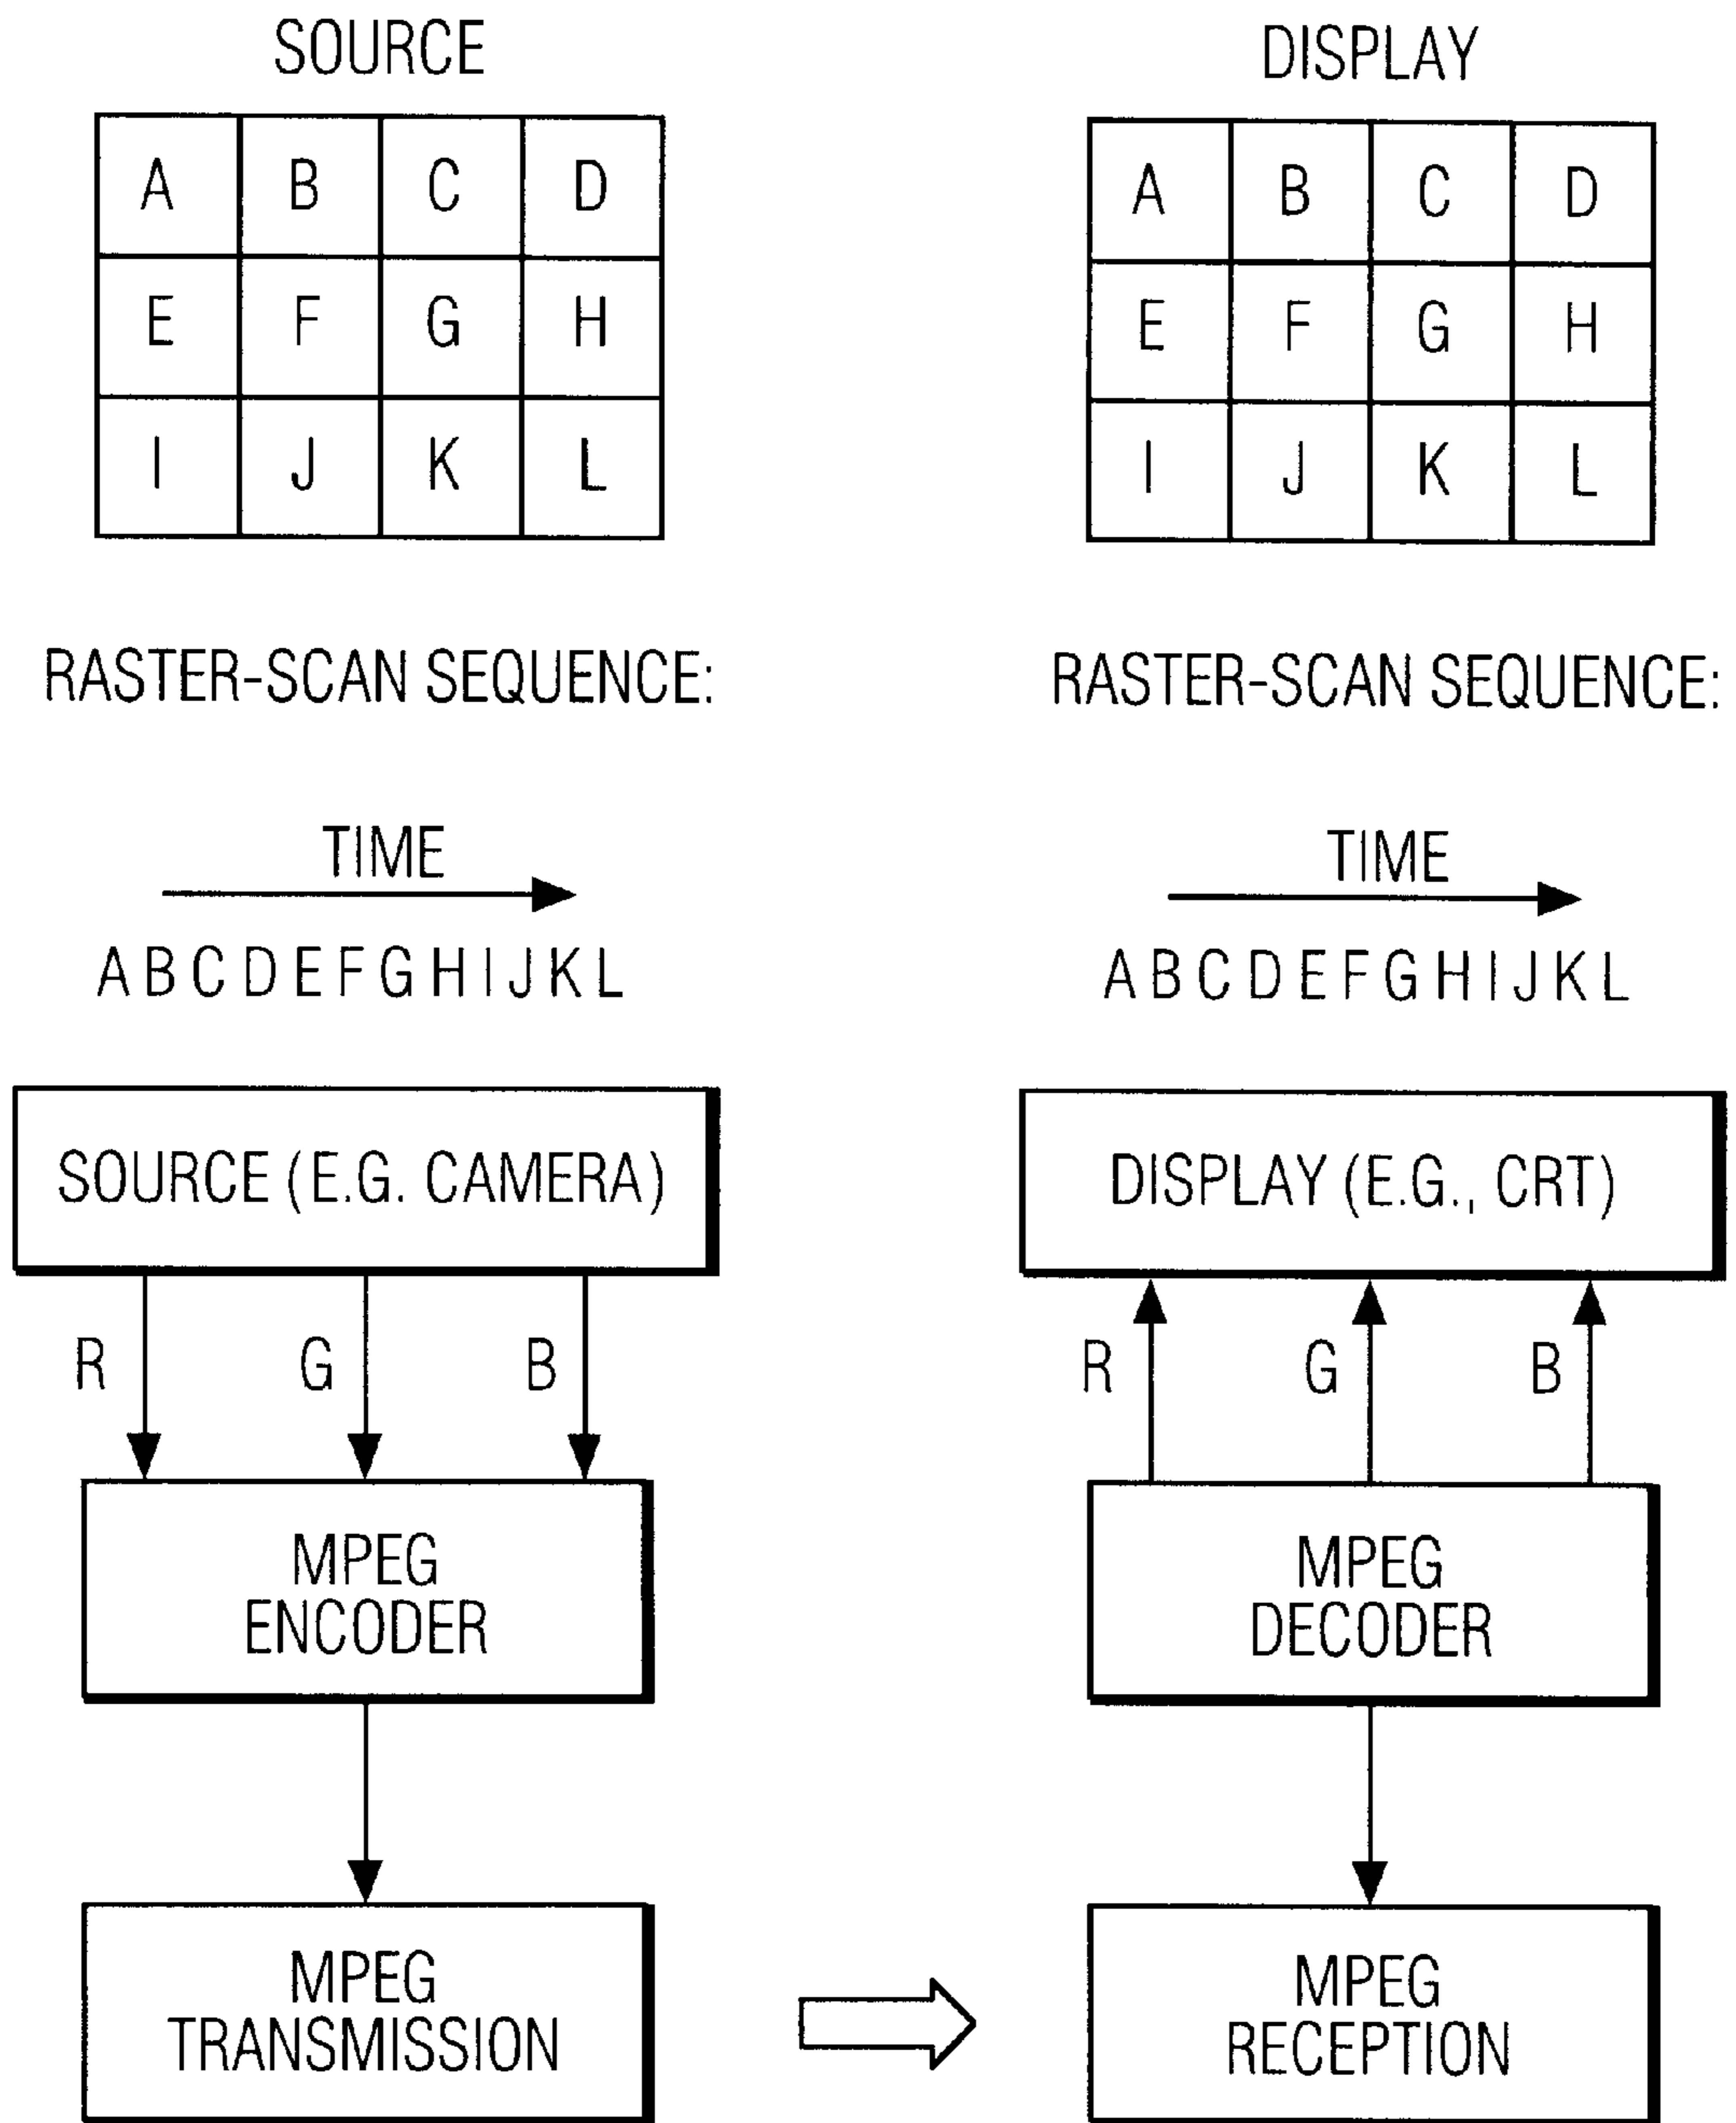 SOURCE
A B C D
E F G H
I J K L
RASTER-SCAN SEQUENCE:
TIME
A B C D E F G H I J K L
SOURCE (E.G. CAMERA)
R G B
MPEG
ENCODER
MPEG
TRANSMISSION
DISPLAY
A B C D
E F G H
I J K L
RASTER-SCAN SEQUENCE:
TIME
A B C D E F G H I J K L
DISPLAY (E.G., CRT)
R G B
MPEG
DECODER
MPEG
RECEPTION